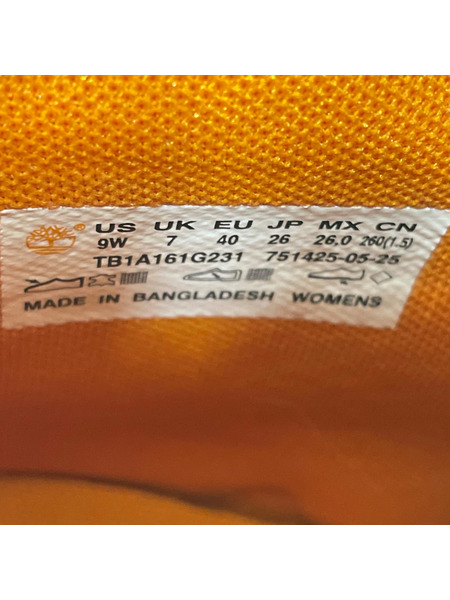 US UK EU JP MX CN
9W 7 40 26 26.0 260(1.5)
TB1A161G231 751425-05-25
MADE IN BANGLADESH WOMENS